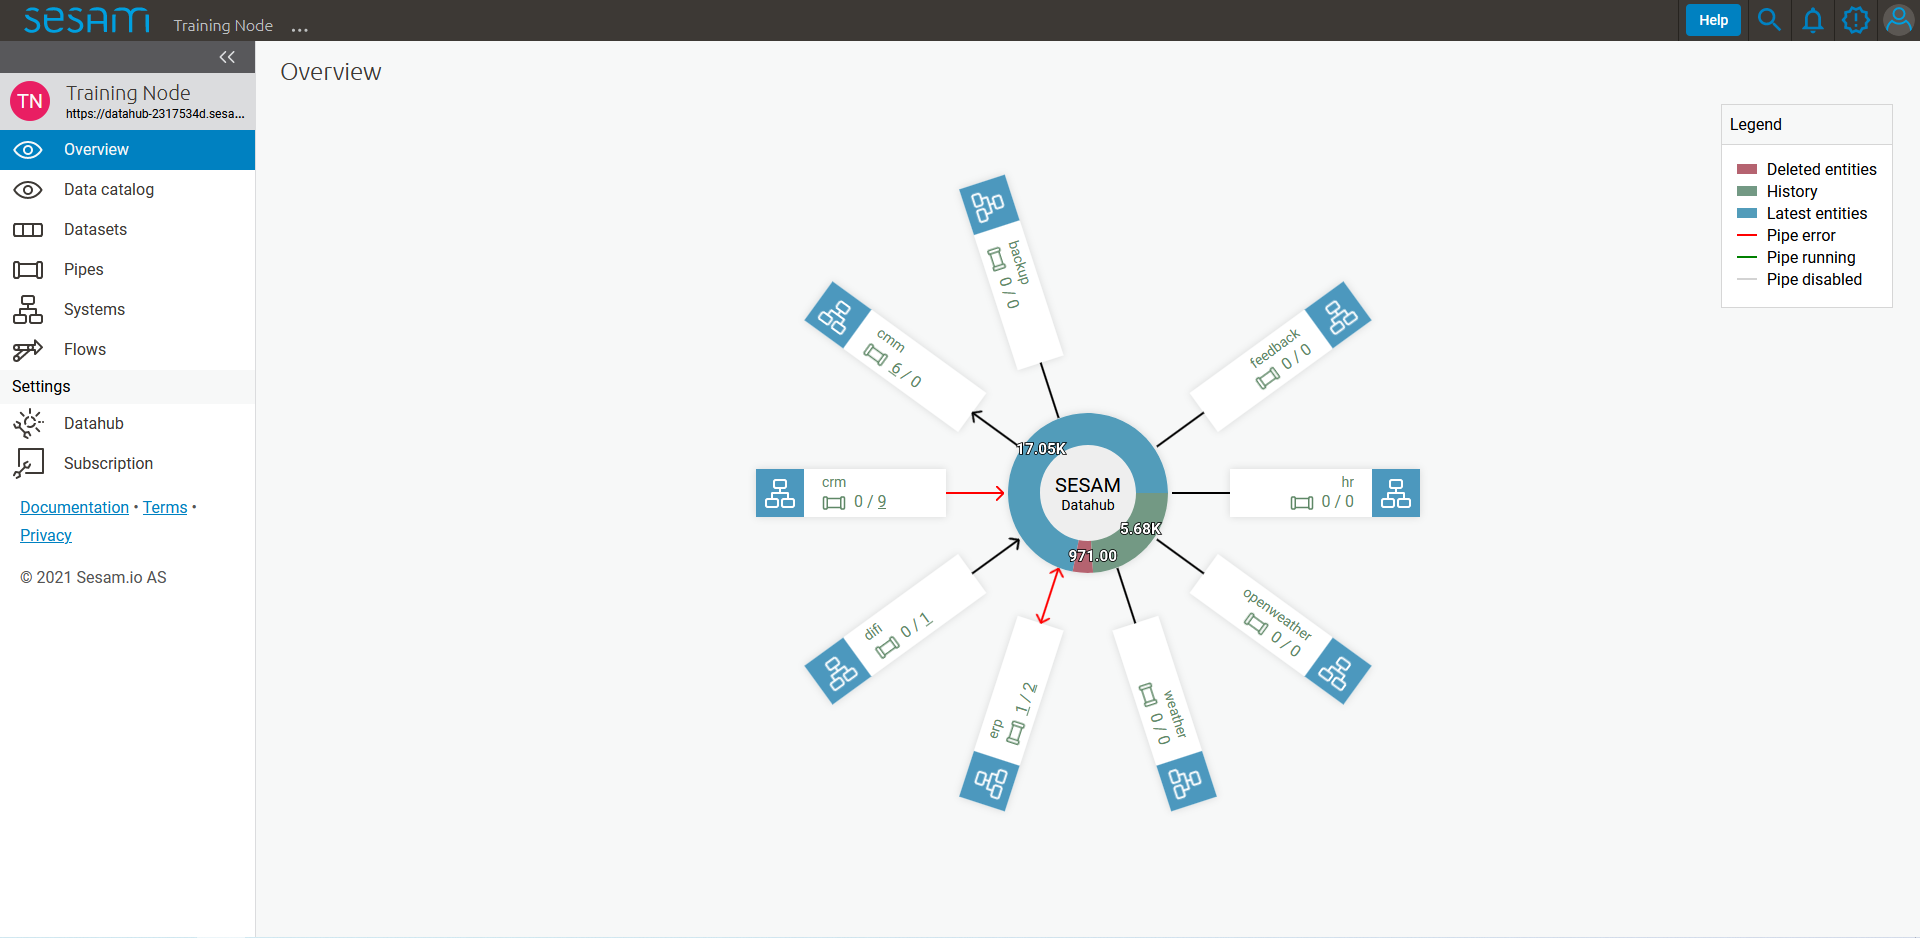 sesam
Training Node
...
Help
TN
Training Node
https://datahub-2317534d.sesa...
Overview
Data catalog
Datasets
Pipes
Systems
Flows
Settings
Datahub
Subscription
Documentation • Terms •
Privacy
© 2021 Sesam.io AS
Overview
Legend
Deleted entities
History
Latest entities
Pipe error
Pipe running
Pipe disabled
backup
0 / 0
cmm
6 / 0
feedback
0 / 0
17.05K
SESAM
Datahub
crm
0 / 9
hr
0 / 0
5.68K
971.00
difi
0 / 1
openweather
0 / 0
erp
1 / 2
weather
0 / 0